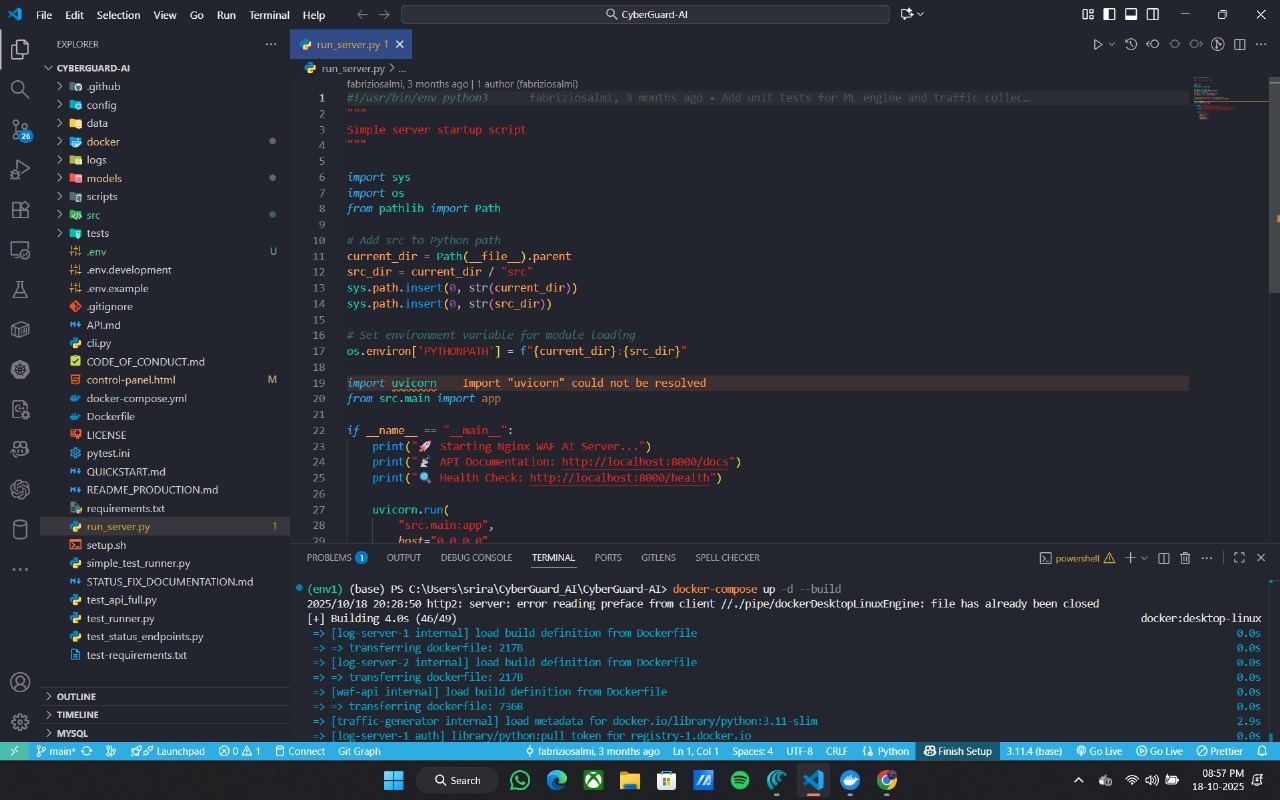 File Edit Selection View Go Run Terminal Help
CyberGuard-AI
EXPLORER
CYBERGUARD-AI
.github
config
data
docker
logs
models
scripts
src
tests
.env U
.env.development
.env.example
.gitignore
API.md
cli.py
CODE_OF_CONDUCT.md
control-panel.html M
docker-compose.yml
Dockerfile
LICENSE
pytest.ini
QUICKSTART.md
README_PRODUCTION.md
requirements.txt
run_server.py 1
setup.sh
simple_test_runner.py
STATUS_FIX_DOCUMENTATION.md
test_api_full.py
test_runner.py
test_status_endpoints.py
test-requirements.txt
OUTLINE
TIMELINE
MYSQL
26
run_server.py 1
run_server.py > ...
fabriziosalmi, 3 months ago | 1 author (fabriziosalmi)
1 #!/usr/bin/env python3 fabriziosalmi, 3 months ago • Add unit tests for ML engine and traffic collec…
2 """
3 Simple server startup script
4 """
5
6 import sys
7 import os
8 from pathlib import Path
9
10 # Add src to Python path
11 current_dir = Path(__file__).parent
12 src_dir = current_dir / "src"
13 sys.path.insert(0, str(current_dir))
14 sys.path.insert(0, str(src_dir))
15
16 # Set environment variable for module loading
17 os.environ['PYTHONPATH'] = f"{current_dir}:{src_dir}"
18
19 import uvicorn Import "uvicorn" could not be resolved
20 from src.main import app
21
22 if __name__ == "__main__":
23 print("🚀 Starting Nginx WAF AI Server...")
24 print("📡 API Documentation: http://localhost:8000/docs")
25 print("🔍 Health Check: http://localhost:8000/health")
26
27 uvicorn.run(
28 "src.main:app",
29 host="0.0.0.0"
PROBLEMS 1 OUTPUT DEBUG CONSOLE TERMINAL PORTS GITLENS SPELL CHECKER
powershell
(env1) (base) PS C:\Users\srira\CyberGuard_AI\CyberGuard-AI> docker-compose up -d --build
2025/10/18 20:28:50 http2: server: error reading preface from client //./pipe/dockerDesktopLinuxEngine: file has already been closed
[+] Building 4.0s (46/49) docker:desktop-linux
=> [log-server-1 internal] load build definition from Dockerfile 0.0s
=> => transferring dockerfile: 217B 0.0s
=> [log-server-2 internal] load build definition from Dockerfile 0.0s
=> => transferring dockerfile: 217B 0.0s
=> [waf-api internal] load build definition from Dockerfile 0.0s
=> => transferring dockerfile: 736B 0.0s
=> [traffic-generator internal] load metadata for docker.io/library/python:3.11-slim 2.9s
=> [log-server-1 auth] library/python:pull token for registry-1.docker.io 0.0s
main* Launchpad 0 1 Connect Git Graph fabriziosalmi, 3 months ago Ln 1, Col 1 Spaces: 4 UTF-8 CRLF Python Finish Setup 3.11.4 (base) Go Live Go Live Prettier
Search
08:57 PM
18-10-2025